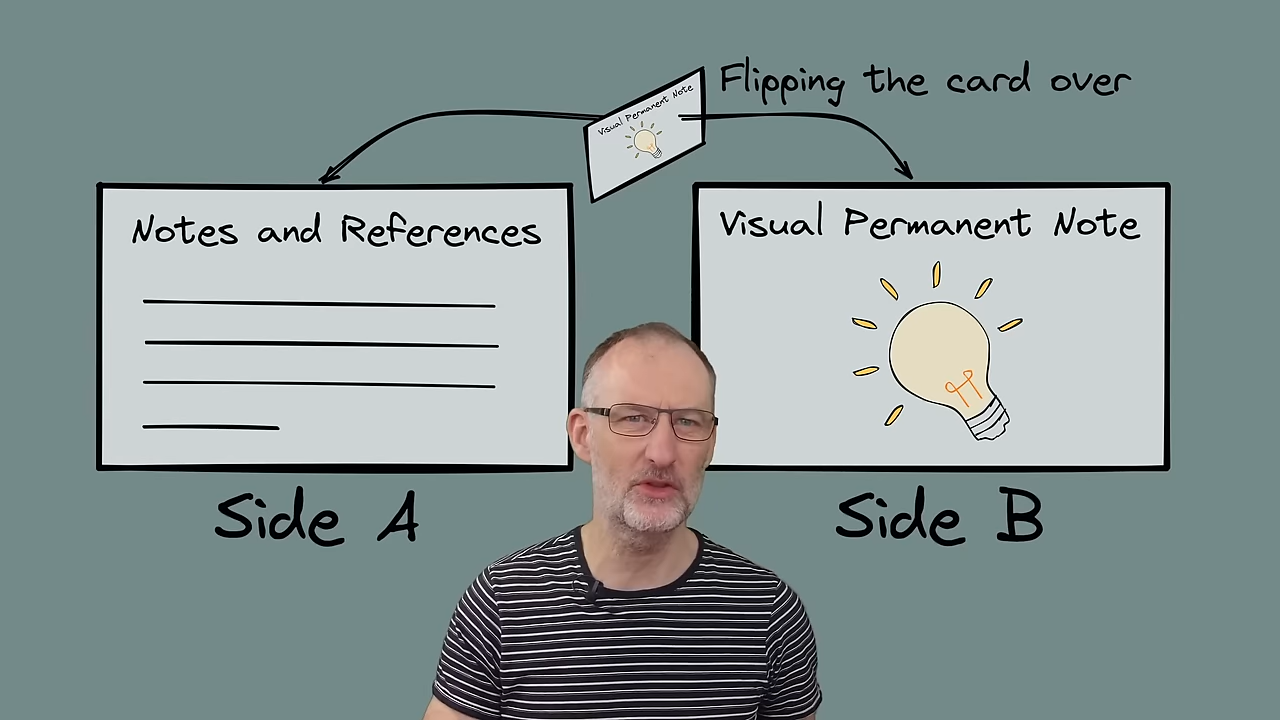 Flipping the card over
Visual Permanent Note
Notes and References
Visual Permanent Note
Side A
Side B